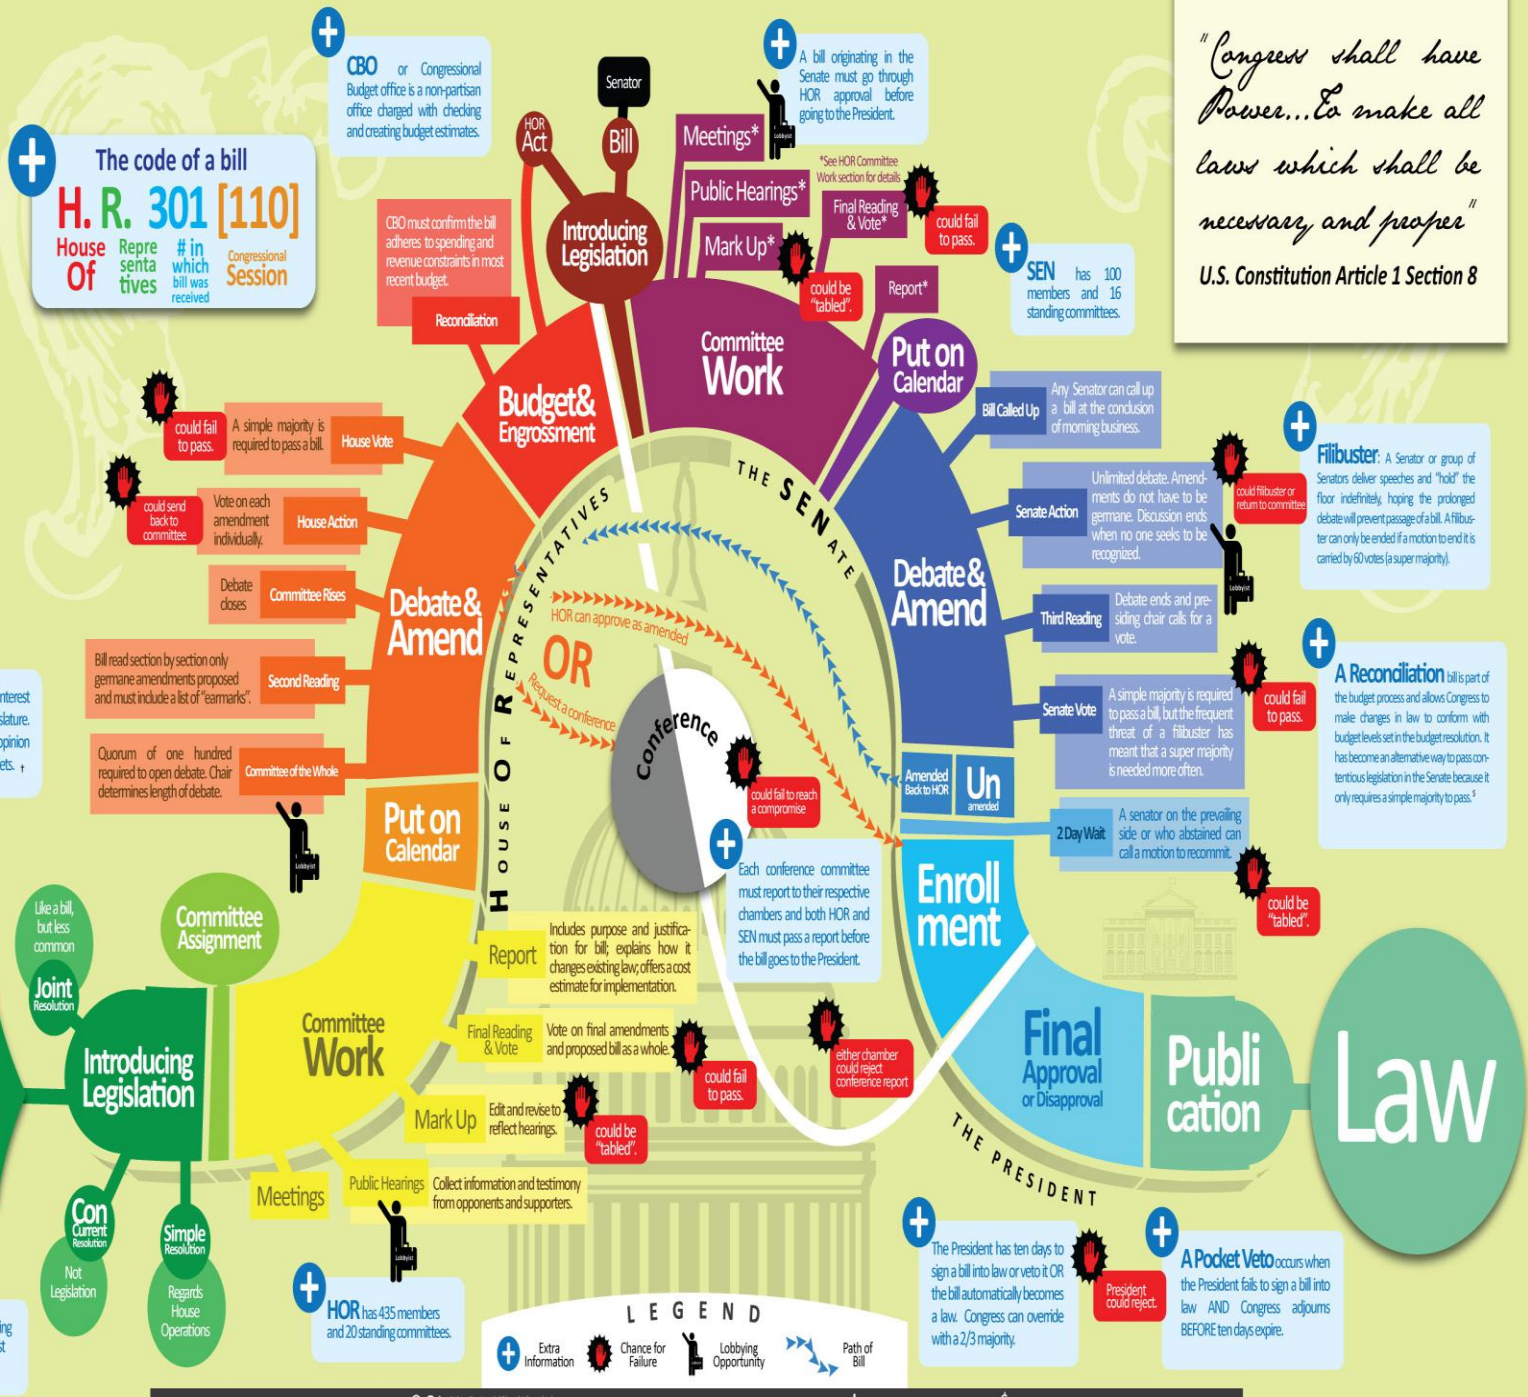 "Congress shall have
Power...To make all
laws which shall be
necessary and proper"
U.S. Constitution Article 1 Section 8
CBO or Congressional
Budget office is a non-partisan
office charged with checking
and creating budget estimates.
The code of a bill
H. R. 301 [110]
House
Of
Repre
senta
tives
# in
which
bill was
received
Congressional
Session
Senator
HOR
Act
Bill
Introducing
Legislation
A bill originating in the
Senate must go through
HOR approval before
going to the President.
Lobbyist
Meetings*
Public Hearings*
Mark Up*
could be
"tabled".
*See HOR Committee
Work section for details
Final Reading
& Vote*
could fail
to pass.
Report*
SEN has 100
members and 16
standing committees.
Committee
Work
Put on
Calendar
CBO must confirm the bill
adheres to spending and
revenue constraints in most
recent budget.
Reconciliation
Budget&
Engrossment
could fail
to pass.
A simple majority is
required to pass a bill.
House Vote
could send
back to
committee
Vote on each
amendment
individually.
House Action
Debate
closes
Committee Rises
Bill read section by section only
germane amendments proposed
and must include a list of "earmarks".
Second Reading
Quorum of one hundred
required to open debate. Chair
determines length of debate.
Committee of the Whole
Lobbyist
Debate &
Amend
Put on
Calendar
nterest
slature.
opinion
ets. †
HOUSE OF REPRESENTATIVES
THE SENATE
HOR can approve as amended
OR
Request a conference
Conference
could fail to reach
a compromise
Each conference committee
must report to their respective
chambers and both HOR and
SEN must pass a report before
the bill goes to the President.
either chamber
could reject
conference report
Debate &
Amend
Bill Called Up
Any Senator can call up
a bill at the conclusion
of morning business.
Senate Action
Unlimited debate. Amend-
ments do not have to be
germane. Discussion ends
when no one seeks to be
recognized.
could filibuster or
return to committee
Lobbyist
Filibuster: A Senator or group of
Senators deliver speeches and "hold" the
floor indefinitely, hoping the prolonged
debate will prevent passage of a bill. A filibus-
ter can only be ended if a motion to end it is
carried by 60 votes (a super majority).
Third Reading
Debate ends and pre-
siding chair calls for a
vote.
Senate Vote
A simple majority is required
to pass a bill, but the frequent
threat of a filibuster has
meant that a super majority
is needed more often.
could fail
to pass.
A Reconciliation bill is part of
the budget process and allows Congress to
make changes in law to conform with
budget levels set in the budget resolution. It
has become an alternative way to pass con-
tentious legislation in the Senate because it
only requires a simple majority to pass. $
Amended
Back to HOR
Un
amended
2 Day Wait
A senator on the prevailing
side or who abstained can
call a motion to recommit.
could be
"tabled".
Enroll
ment
Final
Approval
or Disapproval
Publi
cation
Law
THE PRESIDENT
Like a bill,
but less
common
Joint
Resolution
Committee
Assignment
Introducing
Legislation
Con
Current
Resolution
Not
Legislation
Simple
Resolution
Regards
House
Operations
Committee
Work
Report
Includes purpose and justifica-
tion for bill; explains how it
changes existing law; offers a cost
estimate for implementation.
Final Reading
& Vote
Vote on final amendments
and proposed bill as a whole.
could fail
to pass.
Mark Up
Edit and revise to
reflect hearings.
could be
"tabled".
Meetings
Public Hearings
Collect information and testimony
from opponents and supporters.
Lobbyist
HOR has 435 members
and 20 standing committees.
The President has ten days to
sign a bill into law or veto it OR
the bill automatically becomes
a law. Congress can override
with a 2/3 majority.
President
could reject.
A Pocket Veto occurs when
the President fails to sign a bill into
law AND Congress adjourns
BEFORE ten days expire.
LEGEND
Extra
Information
Chance for
Failure
Lobbying
Opportunity
Path of
Bill
ing
st